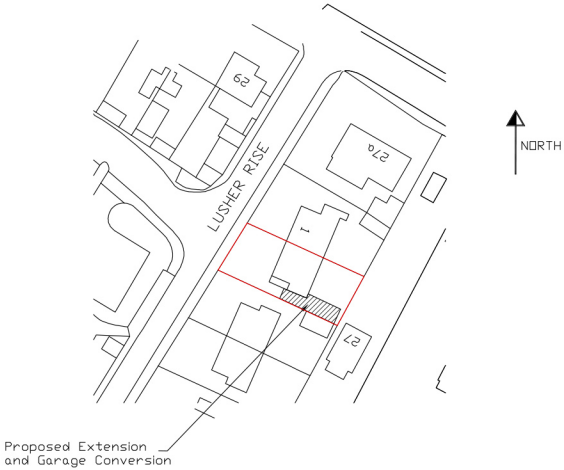 29
27a
NORTH
LUSHER RISE
1
27
Proposed Extension
and Garage Conversion